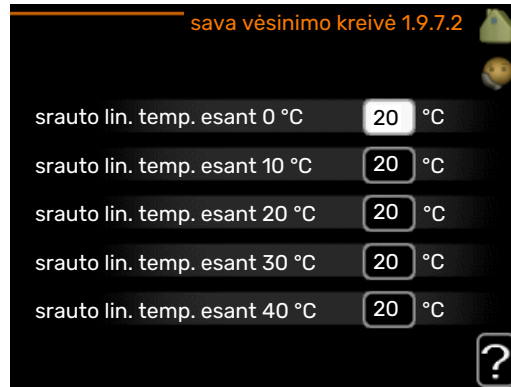 sava vėsinimo kreivė 1.9.7.2
srauto lin. temp. esant 0 °C 20 °C
srauto lin. temp. esant 10 °C 20 °C
srauto lin. temp. esant 20 °C 20 °C
srauto lin. temp. esant 30 °C 20 °C
srauto lin. temp. esant 40 °C 20 °C
?